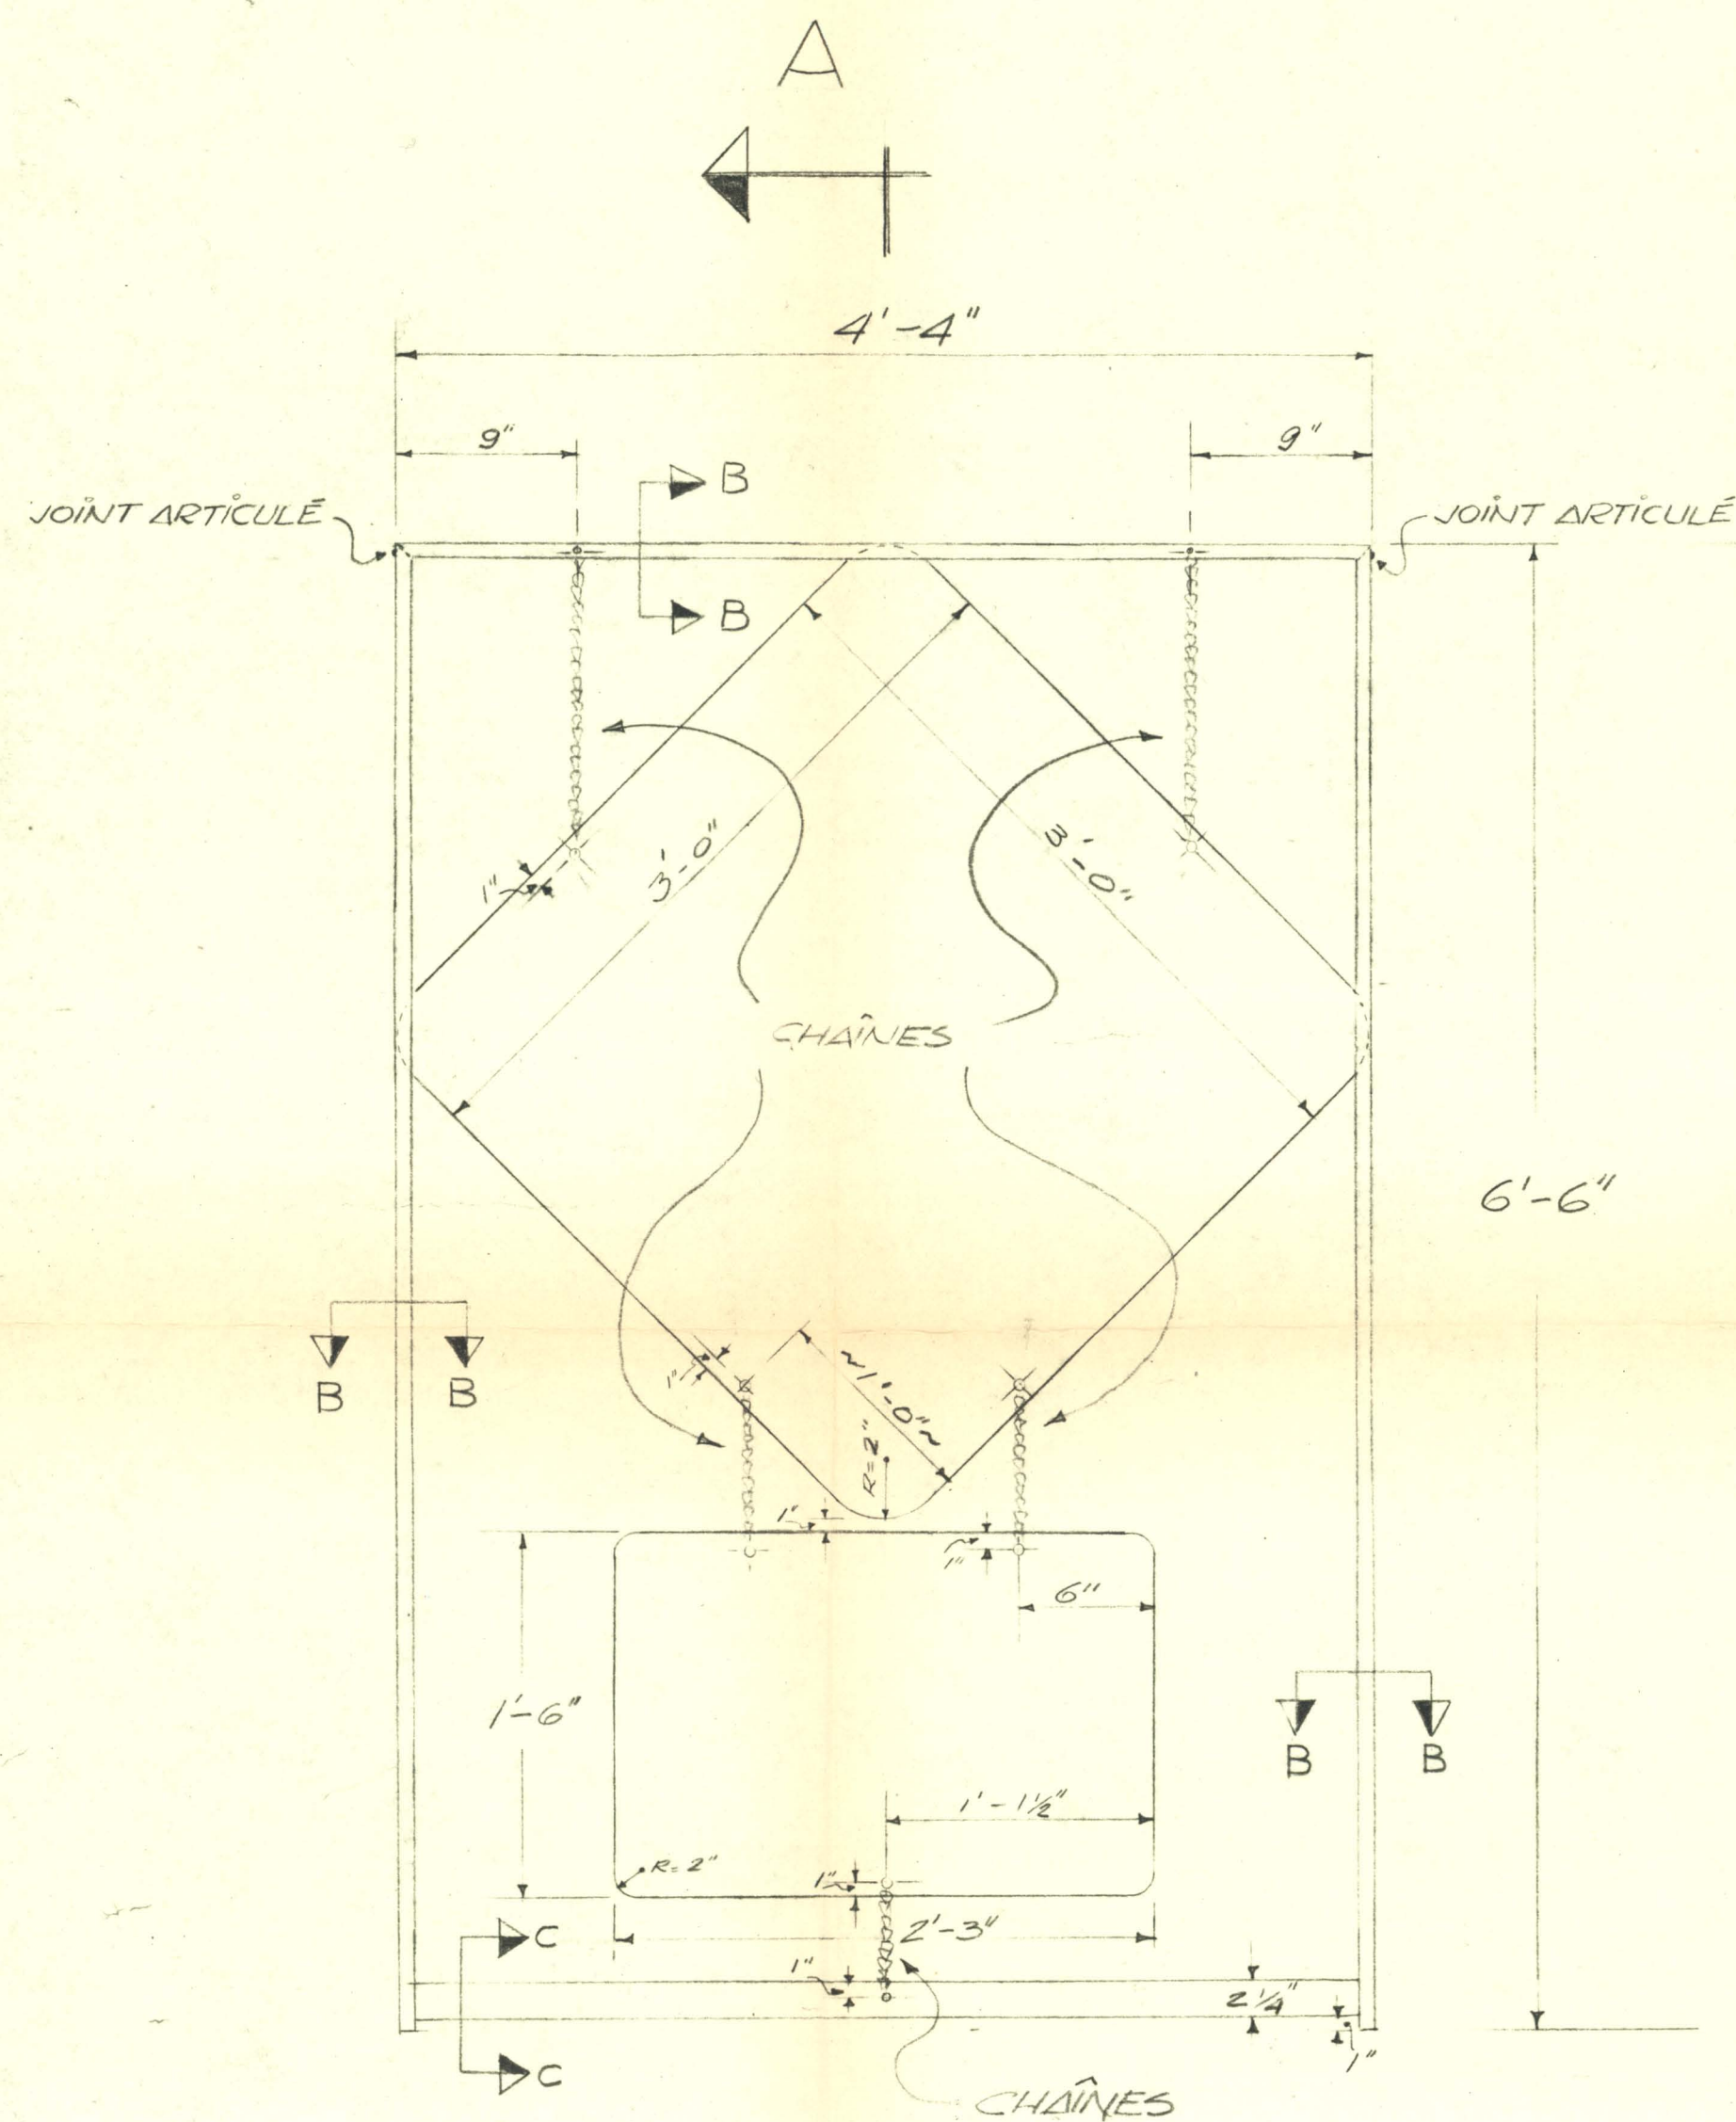 A
4'-4"
9"
9"
B
JOINT ARTICULÉ
JOINT ARTICULÉ
B
3'-0"
3'-0"
1"
CHAÎNES
6'-6"
B
B
1"
~1'-0"~
R=2"
1"
1"
6"
1'-6"
B
B
1'-1½"
R=2"
1"
2'-3"
C
1"
2¼"
1"
C
CHAÎNES